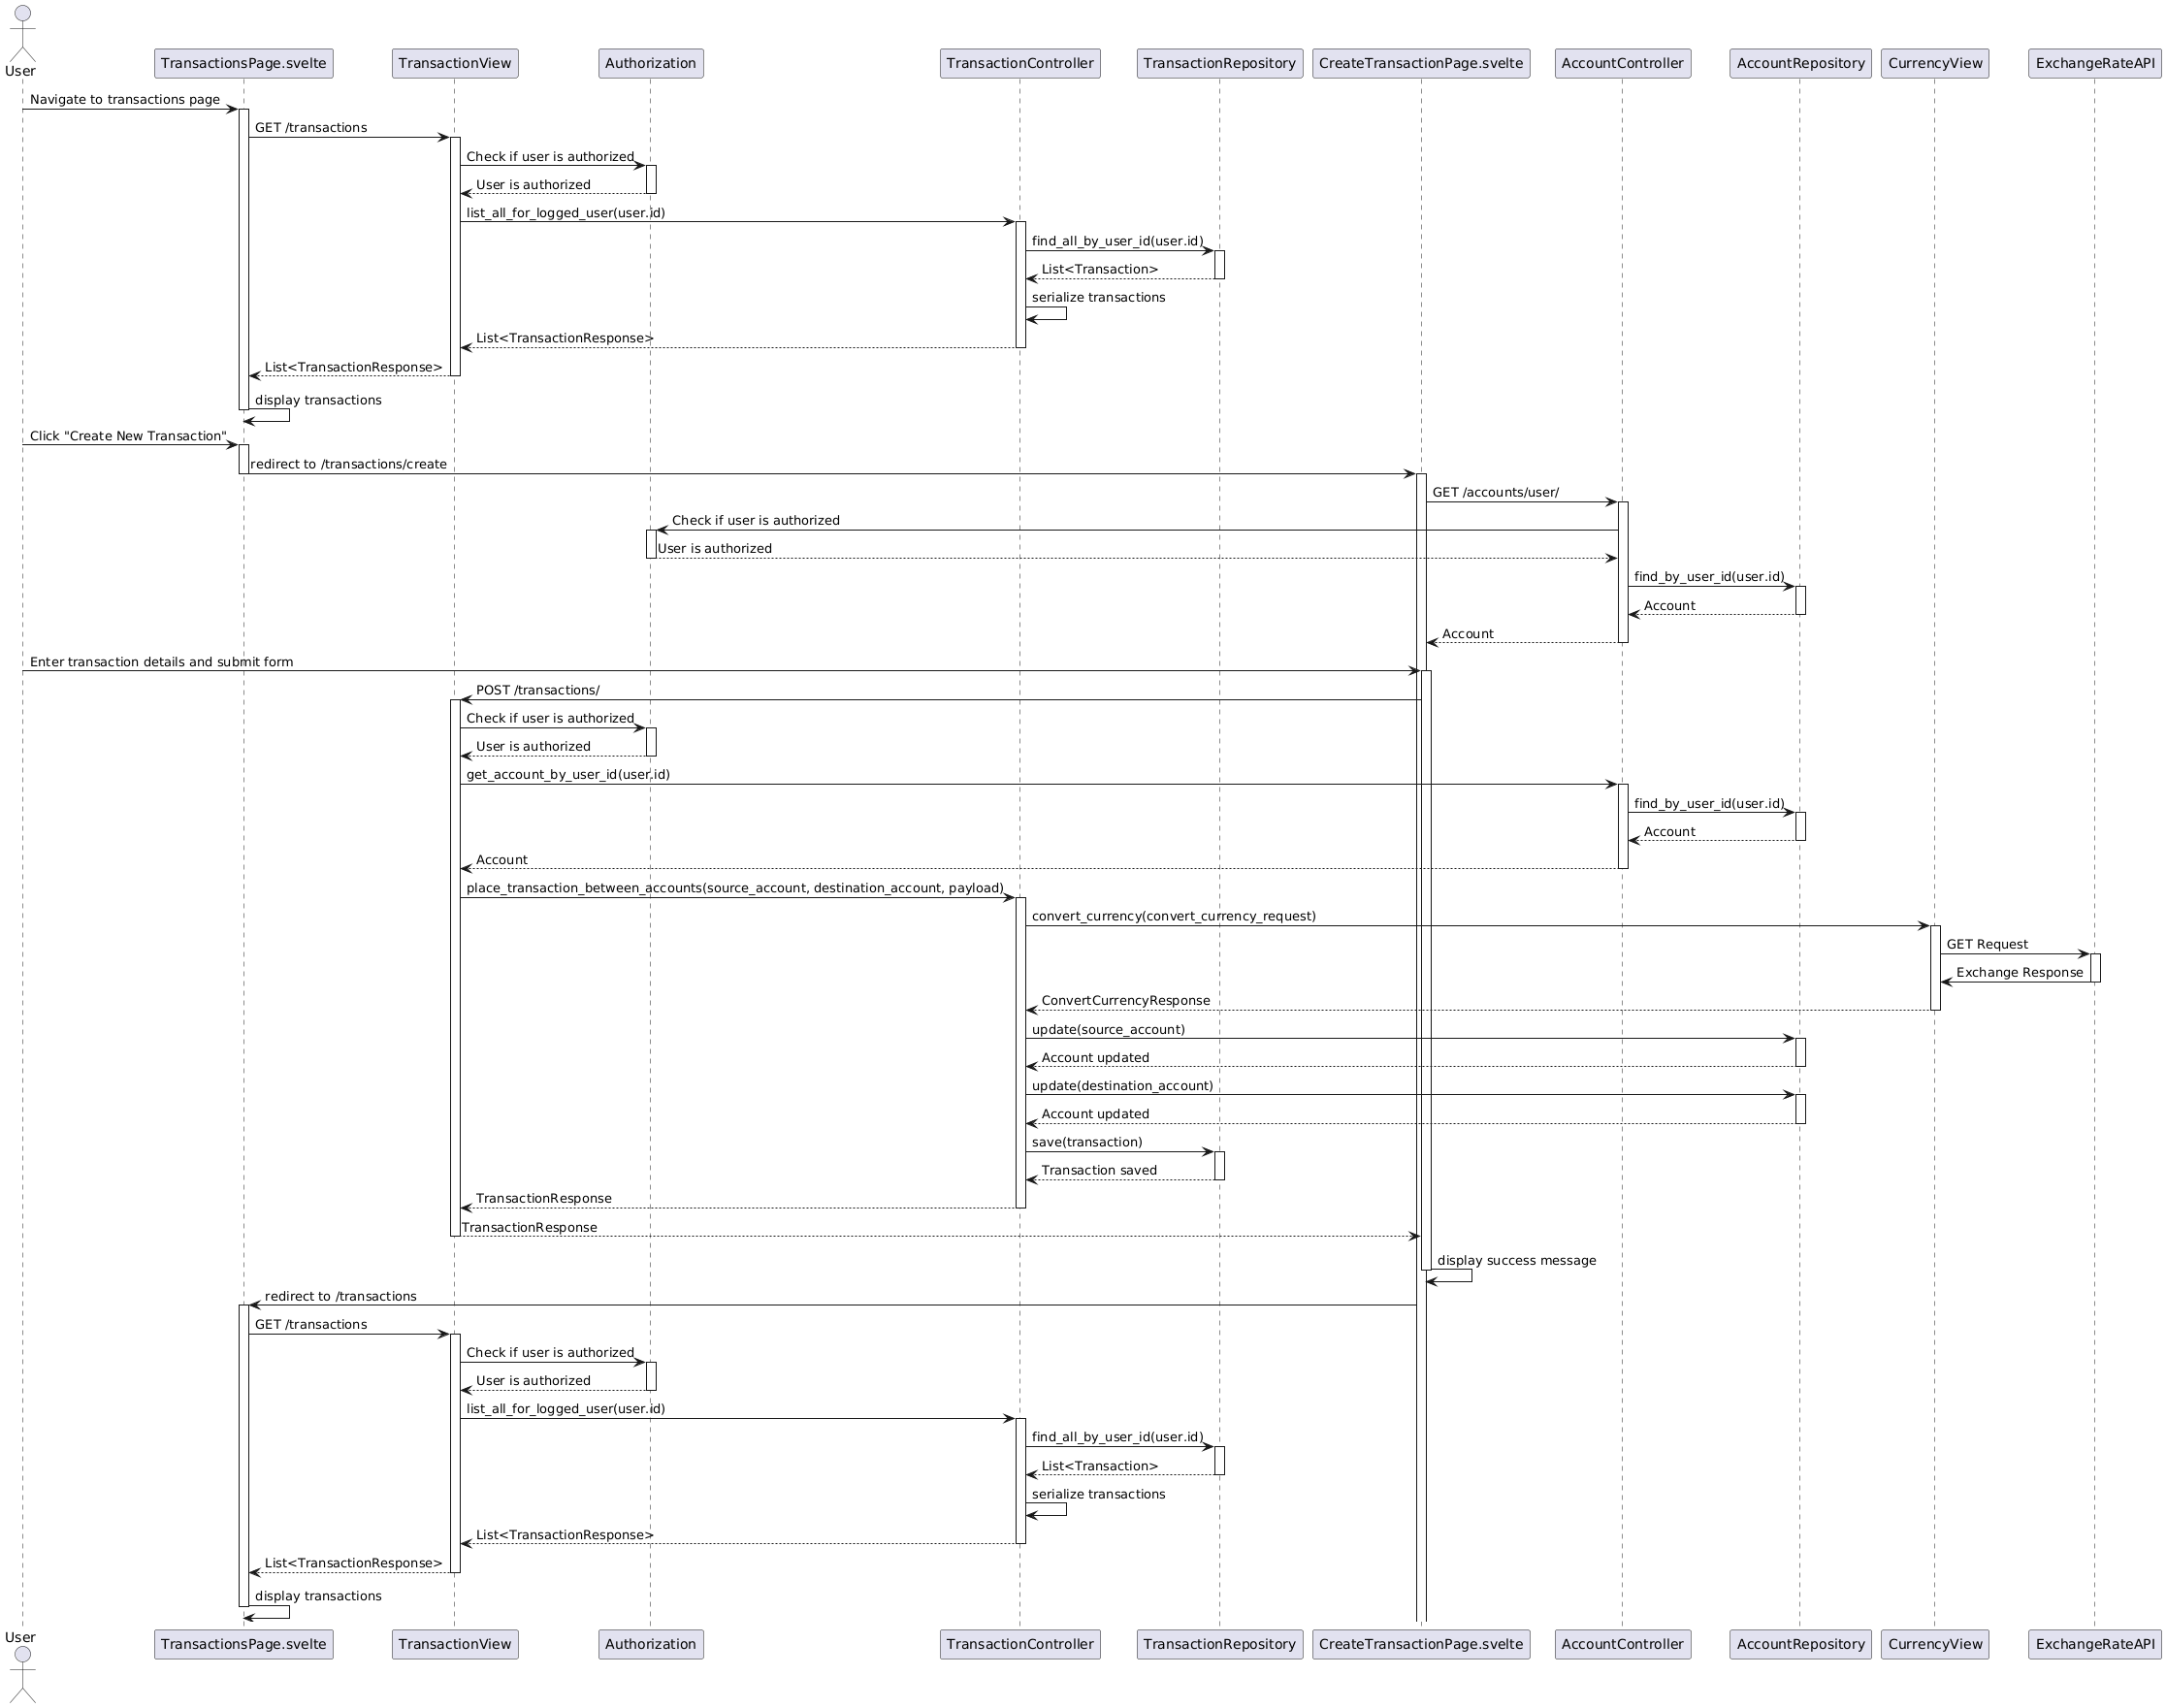 User
TransactionsPage.svelte
TransactionView
Authorization
TransactionController
TransactionRepository
CreateTransactionPage.svelte
AccountController
AccountRepository
CurrencyView
ExchangeRateAPI
Navigate to transactions page
GET /transactions
Check if user is authorized
User is authorized
list_all_for_logged_user(user.id)
find_all_by_user_id(user.id)
List<Transaction>
serialize transactions
List<TransactionResponse>
List<TransactionResponse>
display transactions
Click "Create New Transaction"
redirect to /transactions/create
GET /accounts/user/
Check if user is authorized
User is authorized
find_by_user_id(user.id)
Account
Account
Enter transaction details and submit form
POST /transactions/
Check if user is authorized
User is authorized
get_account_by_user_id(user.id)
find_by_user_id(user.id)
Account
Account
place_transaction_between_accounts(source_account, destination_account, payload)
convert_currency(convert_currency_request)
GET Request
Exchange Response
ConvertCurrencyResponse
update(source_account)
Account updated
update(destination_account)
Account updated
save(transaction)
Transaction saved
TransactionResponse
TransactionResponse
display success message
redirect to /transactions
GET /transactions
Check if user is authorized
User is authorized
list_all_for_logged_user(user.id)
find_all_by_user_id(user.id)
List<Transaction>
serialize transactions
List<TransactionResponse>
List<TransactionResponse>
display transactions
User
TransactionsPage.svelte
TransactionView
Authorization
TransactionController
TransactionRepository
CreateTransactionPage.svelte
AccountController
AccountRepository
CurrencyView
ExchangeRateAPI